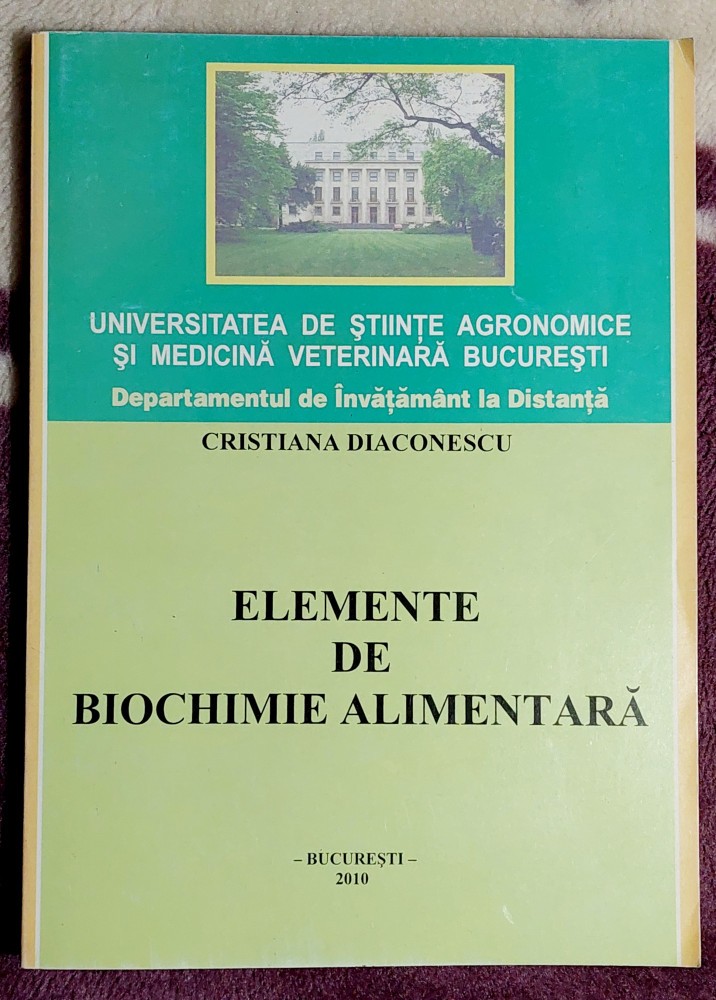 UNIVERSITATEA DE ŞTIINŢE AGRONOMICE
ŞI MEDICINĂ VETERINARĂ BUCUREŞTI
Departamentul de Învăţământ la Distanţă
CRISTIANA DIACONESCU
ELEMENTE
DE
BIOCHIMIE ALIMENTARĂ
– BUCUREŞTI –
2010